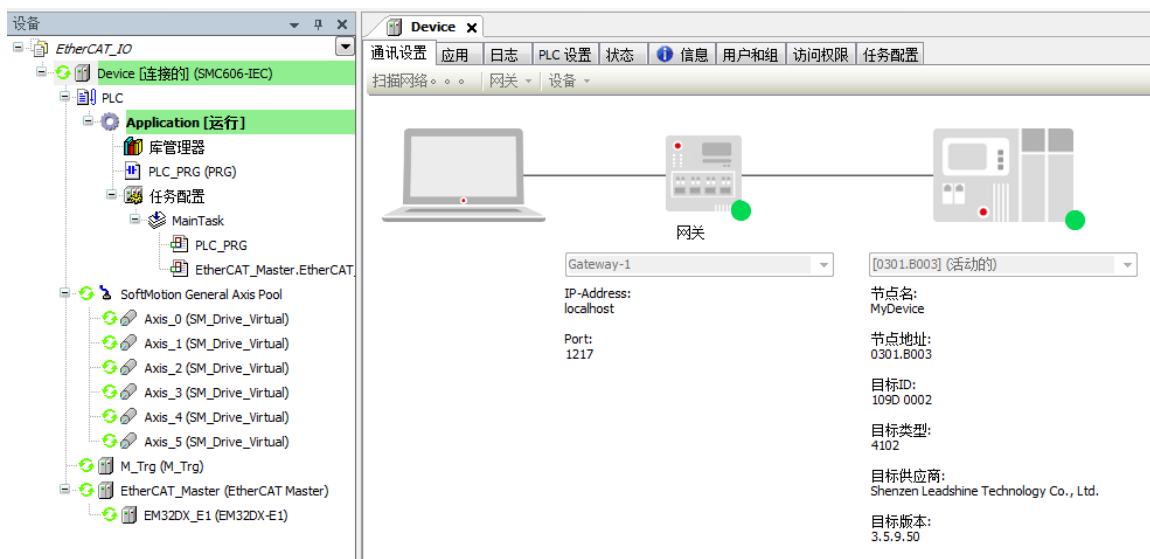 设备
EtherCAT_IO
Device [连接的] (SMC606-IEC)
PLC
Application [运行]
库管理器
PLC_PRG (PRG)
任务配置
MainTask
PLC_PRG
EtherCAT_Master.EtherCAT_
SoftMotion General Axis Pool
Axis_0 (SM_Drive_Virtual)
Axis_1 (SM_Drive_Virtual)
Axis_2 (SM_Drive_Virtual)
Axis_3 (SM_Drive_Virtual)
Axis_4 (SM_Drive_Virtual)
Axis_5 (SM_Drive_Virtual)
M_Trg (M_Trg)
EtherCAT_Master (EtherCAT Master)
EM32DX_E1 (EM32DX-E1)
Device
通讯设置 应用 日志 PLC 设置 状态 信息 用户和组 访问权限 任务配置
扫描网络。。。 网关 设备
网关
Gateway-1
IP-Address:
localhost
Port:
1217
[0301.B003] (活动的)
节点名:
MyDevice
节点地址:
0301.B003
目标ID:
109D 0002
目标类型:
4102
目标供应商:
Shenzen Leadshine Technology Co., Ltd.
目标版本:
3.5.9.50